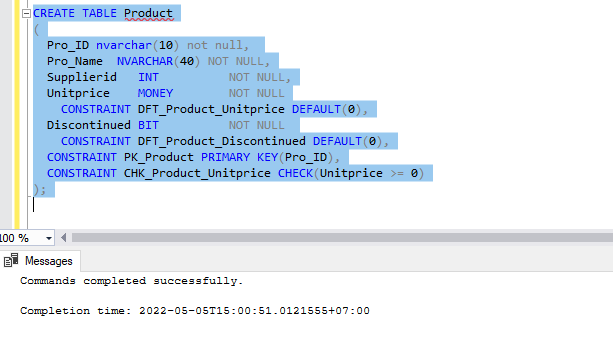 CREATE TABLE Product
(
Pro_ID nvarchar(10) not null,
Pro_Name NVARCHAR(40) NOT NULL,
Supplierid INT NOT NULL,
Unitprice MONEY NOT NULL
CONSTRAINT DFT_Product_Unitprice DEFAULT(0),
Discontinued BIT NOT NULL
CONSTRAINT DFT_Product_Discontinued DEFAULT(0),
CONSTRAINT PK_Product PRIMARY KEY(Pro_ID),
CONSTRAINT CHK_Product_Unitprice CHECK(Unitprice >= 0)
);
100 %
Messages
Commands completed successfully.
Completion time: 2022-05-05T15:00:51.0121555+07:00